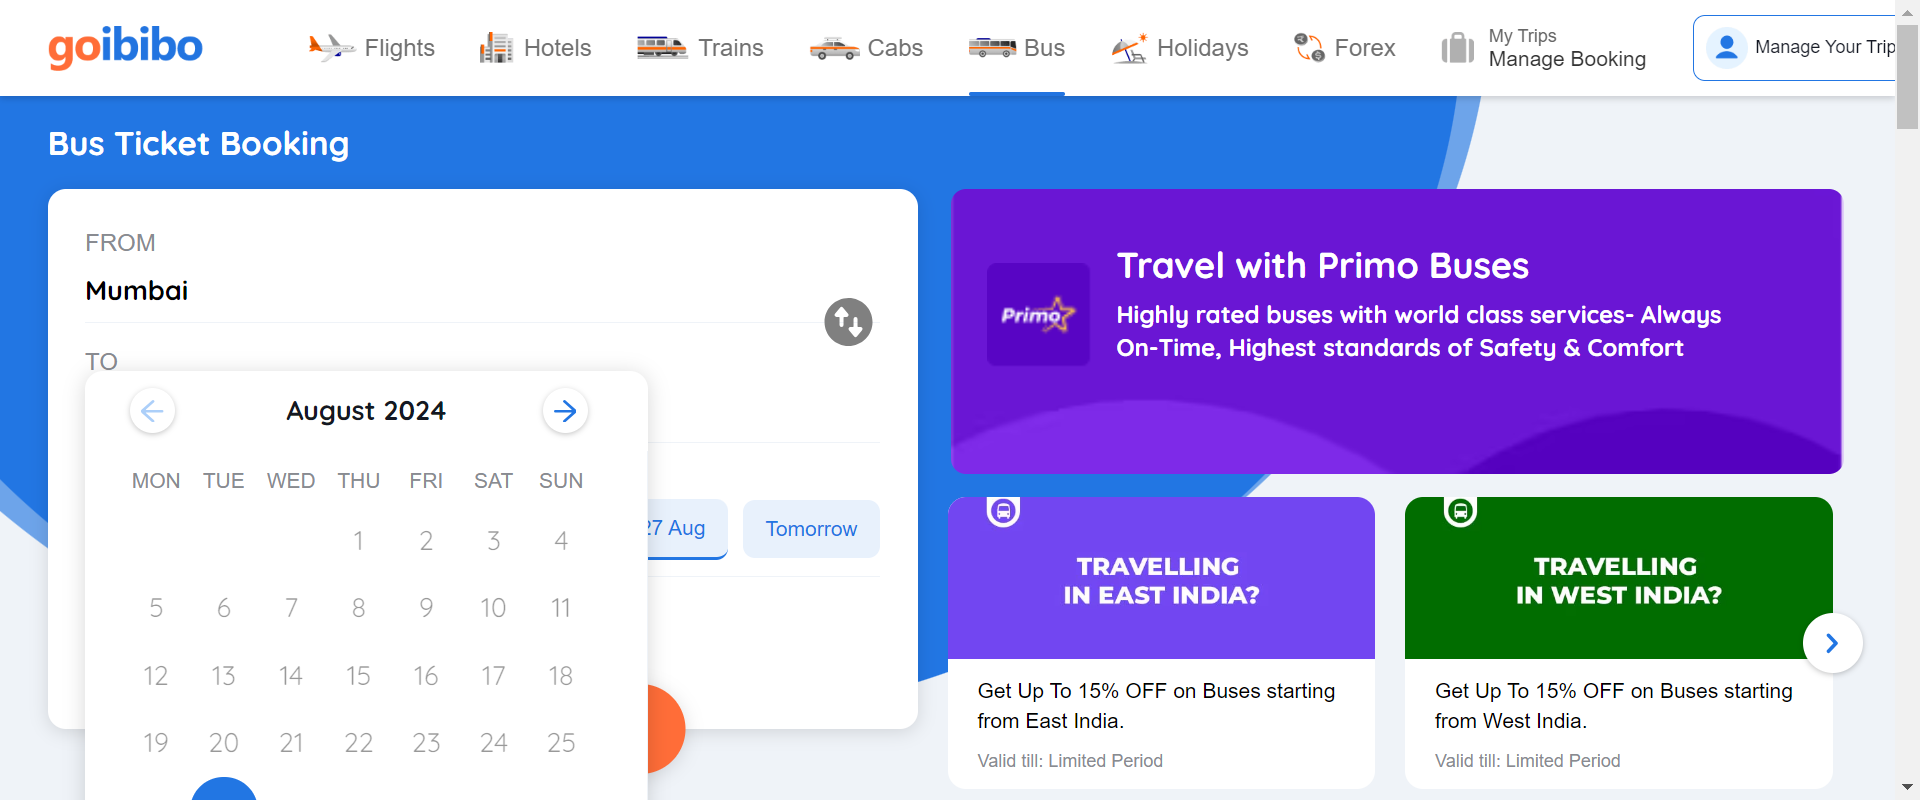 goibibo
Flights
Hotels
Trains
Cabs
Bus
Holidays
Forex
My Trips
Manage Booking
Manage Your Trip
Bus Ticket Booking
FROM
Mumbai
TO
August 2024
MON TUE WED THU FRI SAT SUN
1 2 3 4
5 6 7 8 9 10 11
12 13 14 15 16 17 18
19 20 21 22 23 24 25
27 Aug
Tomorrow
Primo
Travel with Primo Buses
Highly rated buses with world class services- Always
On-Time, Highest standards of Safety & Comfort
TRAVELLING
IN EAST INDIA?
Get Up To 15% OFF on Buses starting
from East India.
Valid till: Limited Period
TRAVELLING
IN WEST INDIA?
Get Up To 15% OFF on Buses starting
from West India.
Valid till: Limited Period